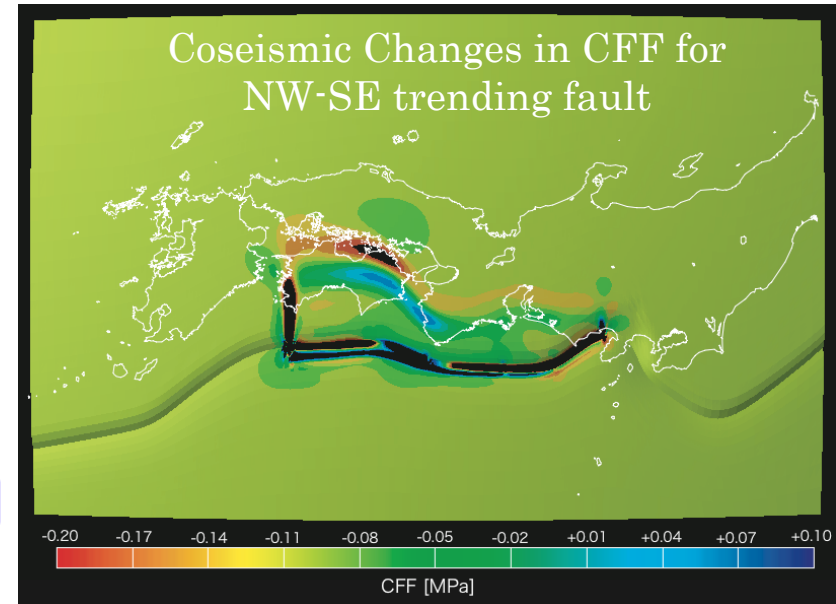 Coseismic Changes in CFF for
NW-SE trending fault
-0.20 -0.17 -0.14 -0.11 -0.08 -0.05 -0.02 +0.01 +0.04 +0.07 +0.10
CFF [MPa]